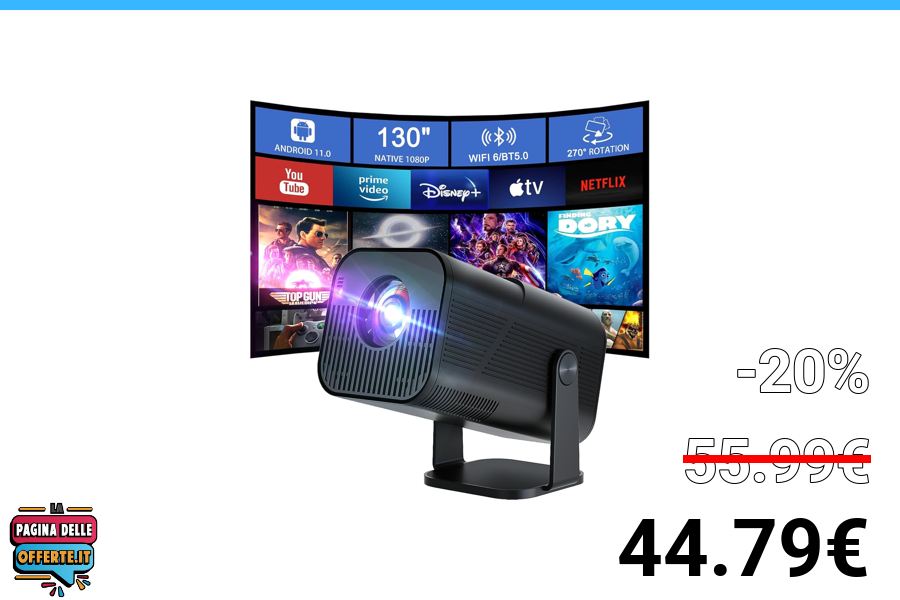 ANDROID 11.0
130"
NATIVE 1080P
WIFI 6/BT5.0
270° ROTATION
You
Tube
prime
video
Disney+
tv
NETFLIX
FINDING
DORY
TOP GUN
-20%
55.99€
44.79€
LA
PAGINA DELLE
OFFERTE.IT